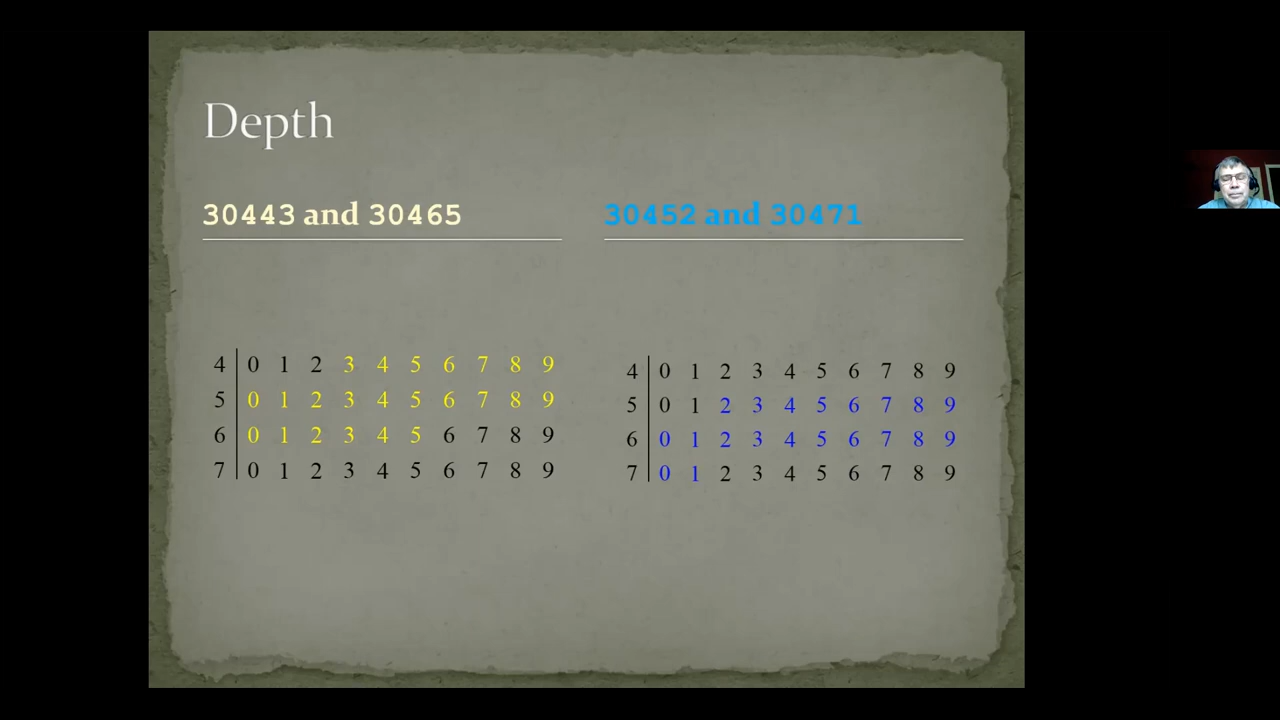 Depth
30443 and 30465
4 0 1 2 3 4 5 6 7 8 9
5 0 1 2 3 4 5 6 7 8 9
6 0 1 2 3 4 5 6 7 8 9
7 0 1 2 3 4 5 6 7 8 9
30452 and 30471
4 0 1 2 3 4 5 6 7 8 9
5 0 1 2 3 4 5 6 7 8 9
6 0 1 2 3 4 5 6 7 8 9
7 0 1 2 3 4 5 6 7 8 9